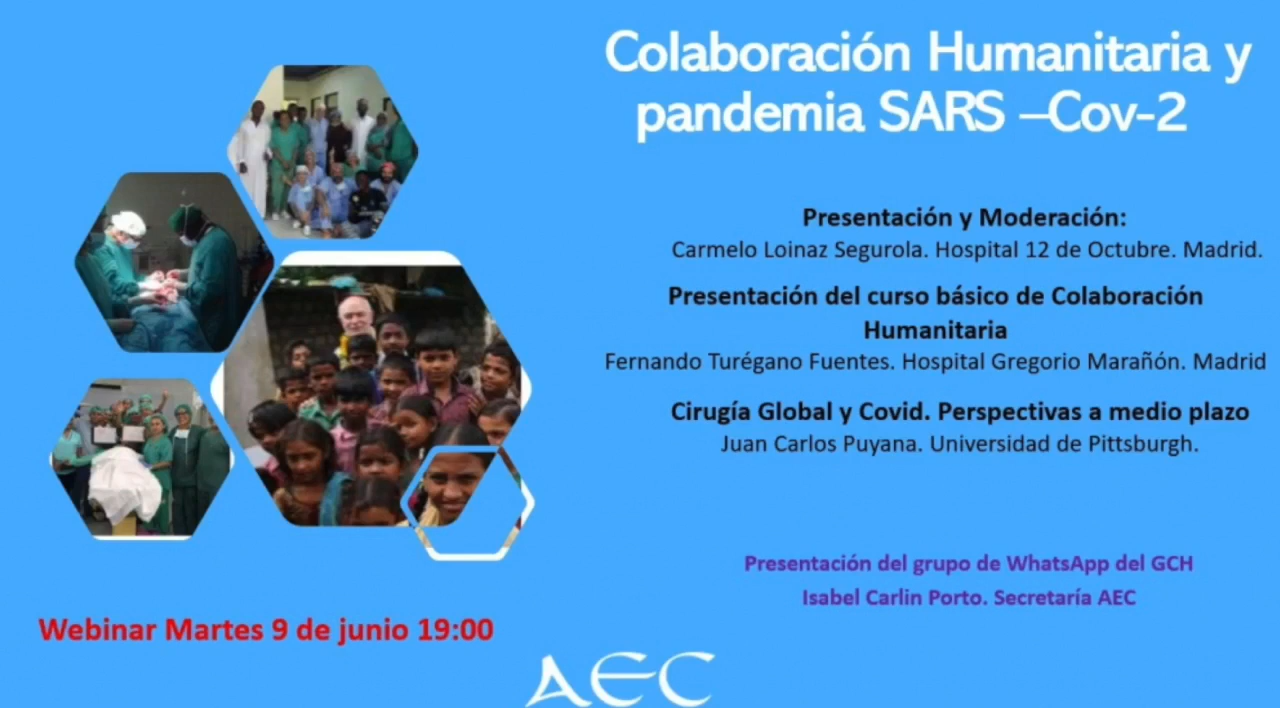 Colaboración Humanitaria y
pandemia SARS –Cov-2
Presentación y Moderación:
Carmelo Loinaz Segurola. Hospital 12 de Octubre. Madrid.
Presentación del curso básico de Colaboración
Humanitaria
Fernando Turégano Fuentes. Hospital Gregorio Marañón. Madrid
Cirugía Global y Covid. Perspectivas a medio plazo
Juan Carlos Puyana. Universidad de Pittsburgh.
Presentación del grupo de WhatsApp del GCH
Isabel Carlin Porto. Secretaría AEC
Webinar Martes 9 de junio 19:00
AEC